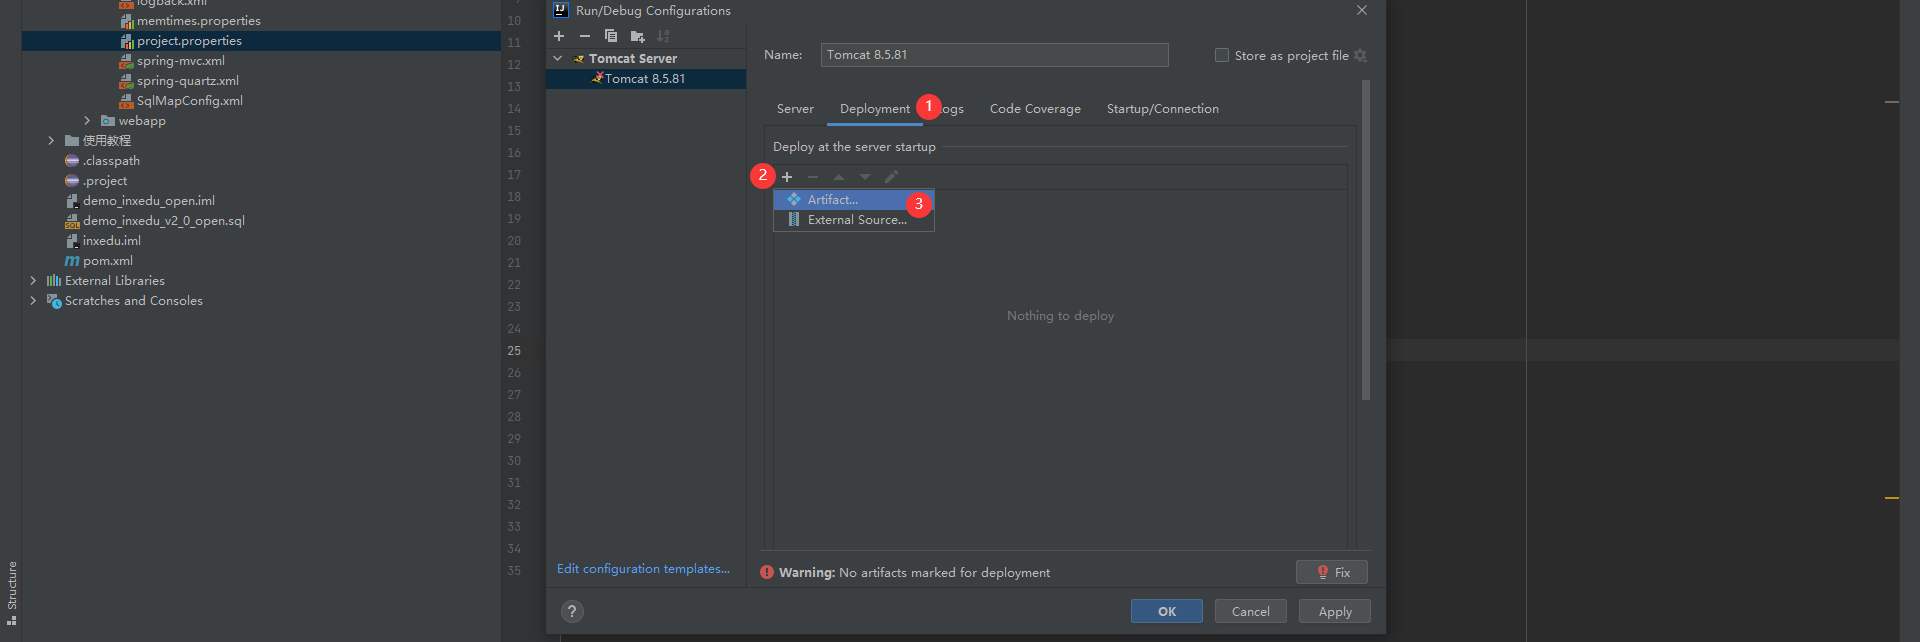 logback.xml
memtimes.properties
project.properties
spring-mvc.xml
spring-quartz.xml
SqlMapConfig.xml
webapp
使用教程
.classpath
.project
demo_inxedu_open.iml
demo_inxedu_v2_0_open.sql
inxedu.iml
pom.xml
External Libraries
Scratches and Consoles
Structure
10
11
12
13
14
15
16
17
18
19
20
21
22
23
24
25
26
27
28
29
30
31
32
33
34
35
Run/Debug Configurations
Tomcat Server
Tomcat 8.5.81
Edit configuration templates...
Name: Tomcat 8.5.81 Store as project file
Server Deployment 1 ogs Code Coverage Startup/Connection
Deploy at the server startup
2
Artifact... 3
External Source...
Nothing to deploy
Warning: No artifacts marked for deployment Fix
? OK Cancel Apply